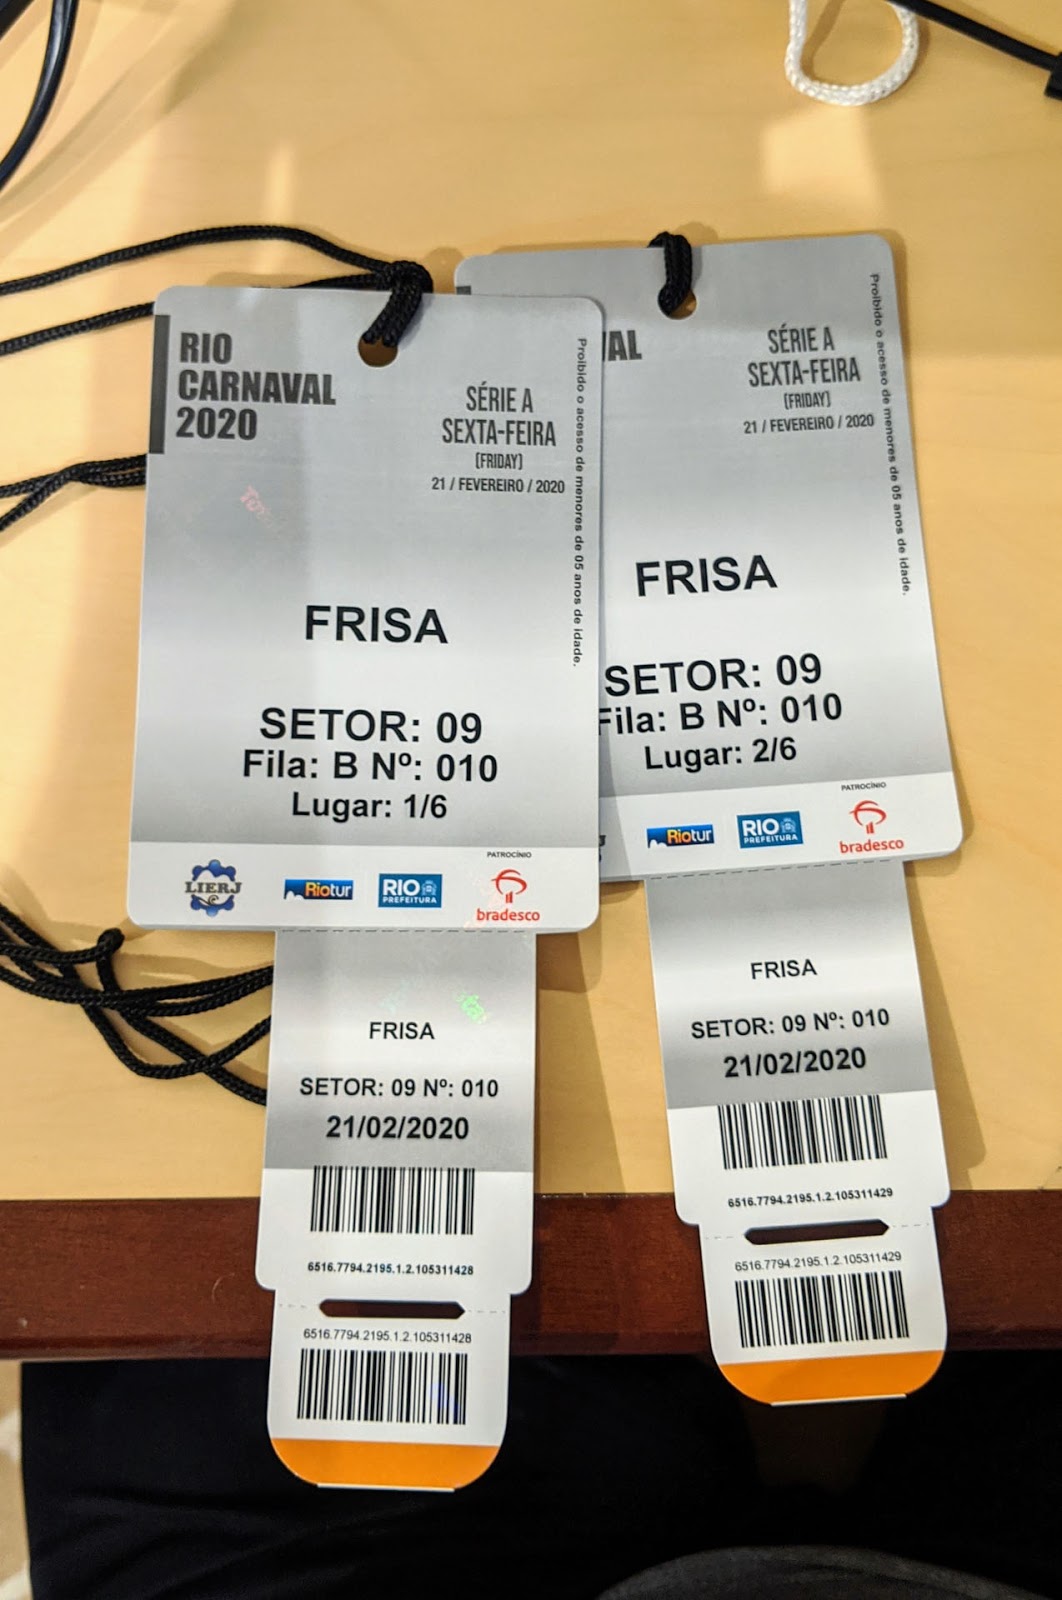 RIO
CARNAVAL
2020
SÉRIE A
SEXTA-FEIRA
(FRIDAY)
21 / FEVEREIRO / 2020
Proibido o acesso de menores de 05 anos de idade.
FRISA
SETOR: 09
Fila: B Nº: 010
Lugar: 1/6
LIERJ
Riotur
RIO
PREFEITURA
PATROCÍNIO
bradesco
FRISA
SETOR: 09 Nº: 010
21/02/2020
6516.7794.2195.1.2.105311428
6516.7794.2195.1.2.105311428
VAL
SÉRIE A
SEXTA-FEIRA
(FRIDAY)
21 / FEVEREIRO / 2020
Proibido o acesso de menores de 05 anos de idade.
FRISA
SETOR: 09
Fila: B Nº: 010
Lugar: 2/6
Riotur
RIO
PREFEITURA
PATROCÍNIO
bradesco
FRISA
SETOR: 09 Nº: 010
21/02/2020
6516.7794.2195.1.2.105311429
6516.7794.2195.1.2.105311429